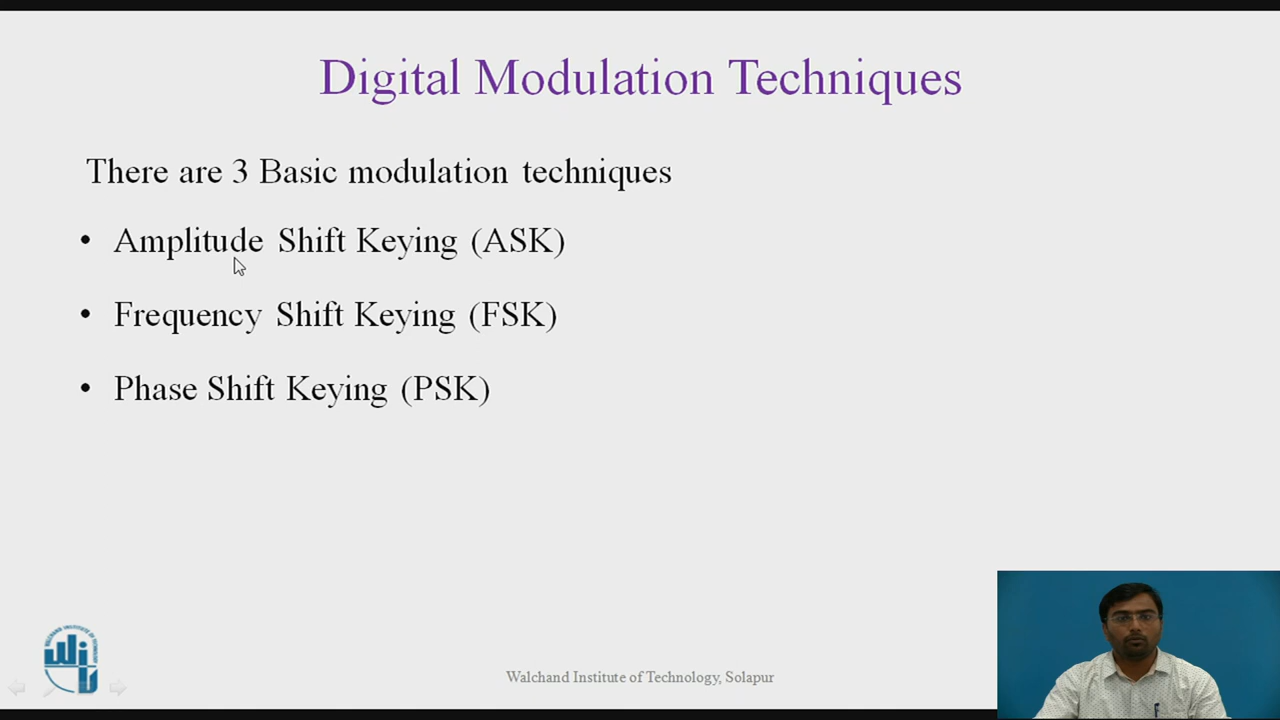 Digital Modulation Techniques
There are 3 Basic modulation techniques
• Amplitude Shift Keying (ASK)
• Frequency Shift Keying (FSK)
• Phase Shift Keying (PSK)
Walchand Institute of Technology, Solapur